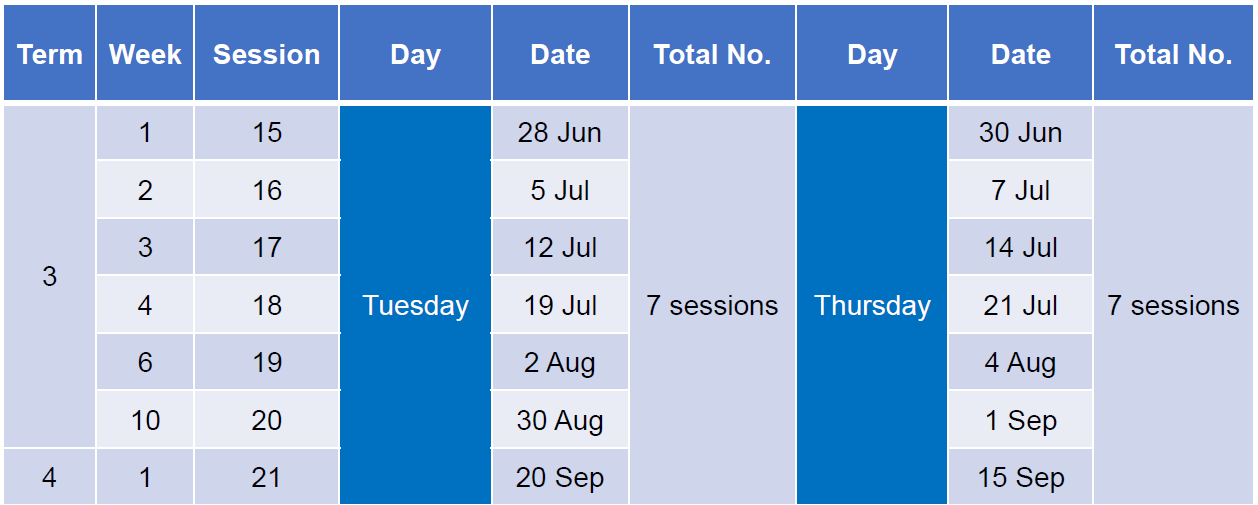 Term Week Session Day Date Total No. Day Date Total No.
1 15 28 Jun 30 Jun
2 16 5 Jul 7 Jul
3 17 12 Jul 14 Jul
3
4 18 Tuesday 19 Jul 7 sessions Thursday 21 Jul 7 sessions
6 19 2 Aug 4 Aug
10 20 30 Aug 1 Sep
4 1 21 20 Sep 15 Sep